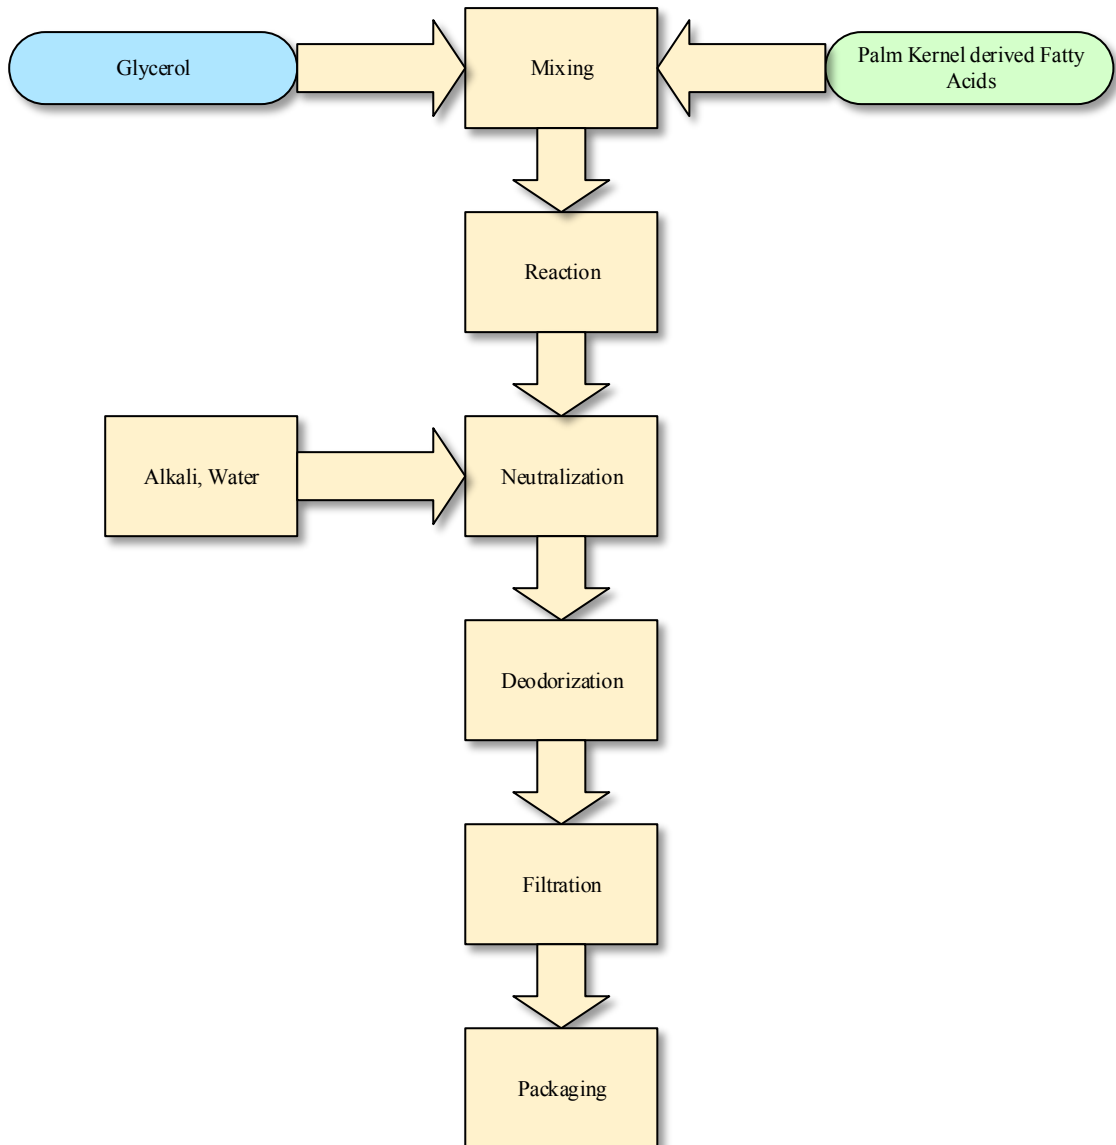 Glycerol
Mixing
Palm Kernel derived Fatty
Acids
Reaction
Alkali, Water
Neutralization
Deodorization
Filtration
Packaging